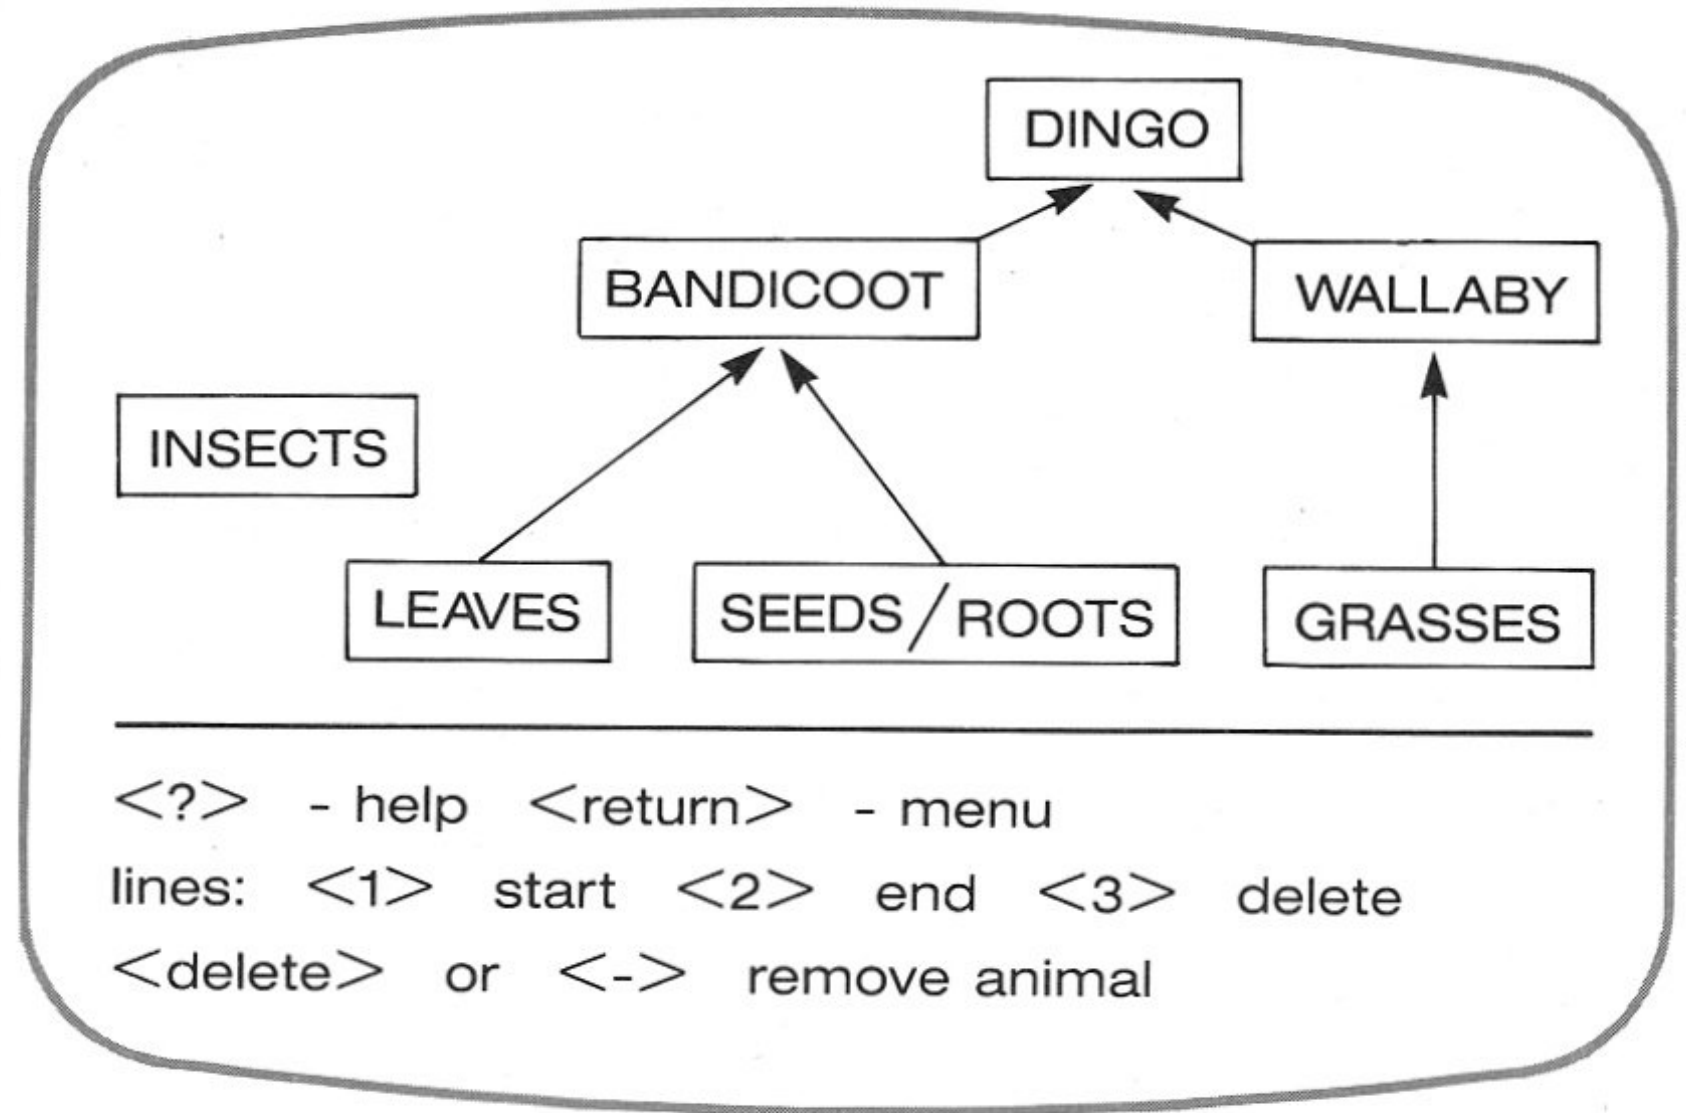 DINGO
BANDICOOT
WALLABY
INSECTS
LEAVES
SEEDS/ROOTS
GRASSES
<?> - help <return> - menu
lines: <1> start <2> end <3> delete
<delete> or <-> remove animal